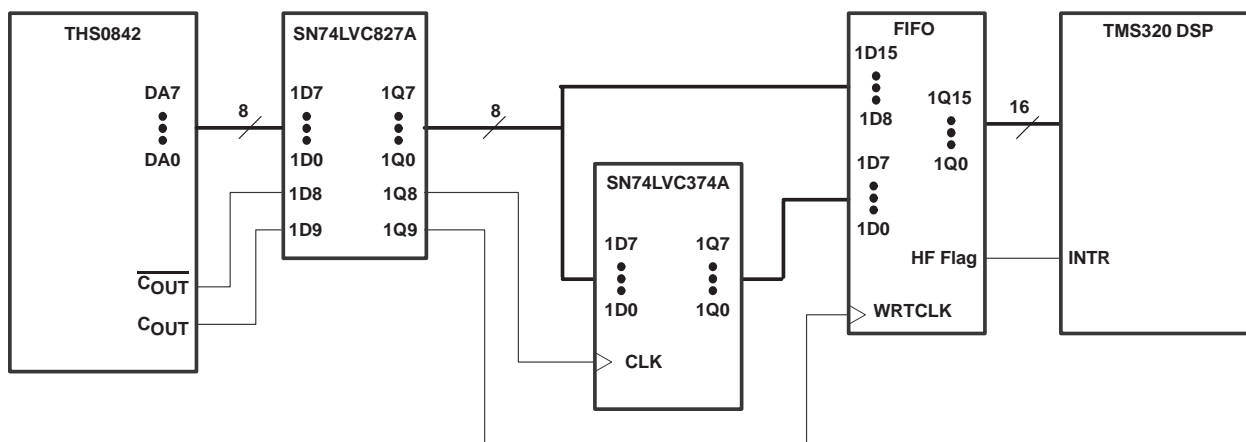 THS0842
DA7
DA0
C̅O̅U̅T̅
COUT
8
SN74LVC827A
1D7
1D0
1D8
1D9
1Q7
1Q0
1Q8
1Q9
8
SN74LVC374A
1D7
1D0
1Q7
1Q0
CLK
FIFO
1D15
1D8
1D7
1D0
1Q15
1Q0
HF Flag
WRTCLK
16
TMS320 DSP
INTR